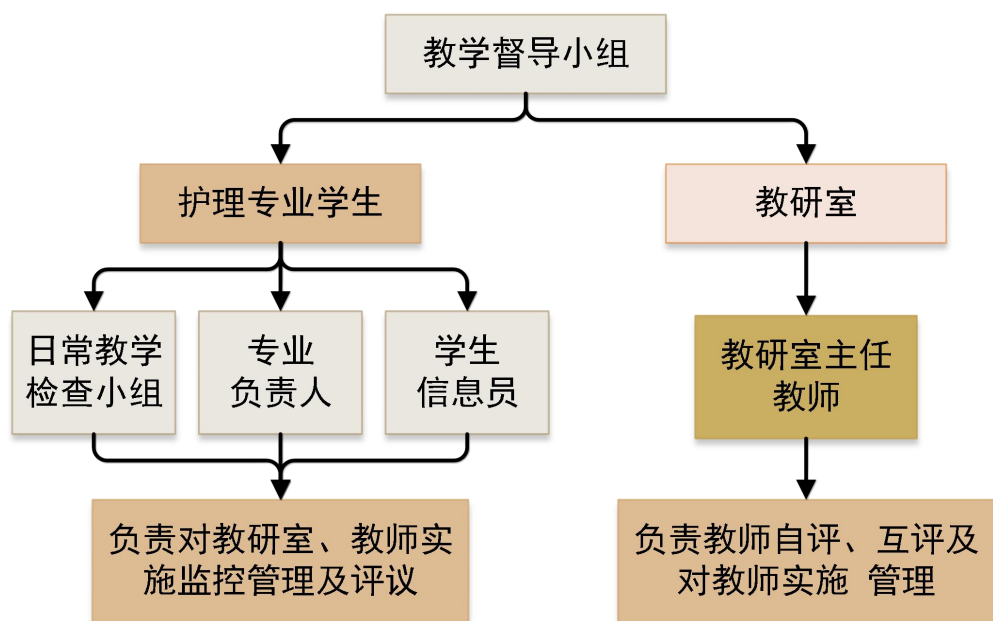 教学督导小组
护理专业学生
教研室
日常教学
检查小组
专业
负责人
学生
信息员
教研室主任
教师
负责对教研室、教师实
施监控管理及评议
负责教师自评、互评及
对教师实施 管理